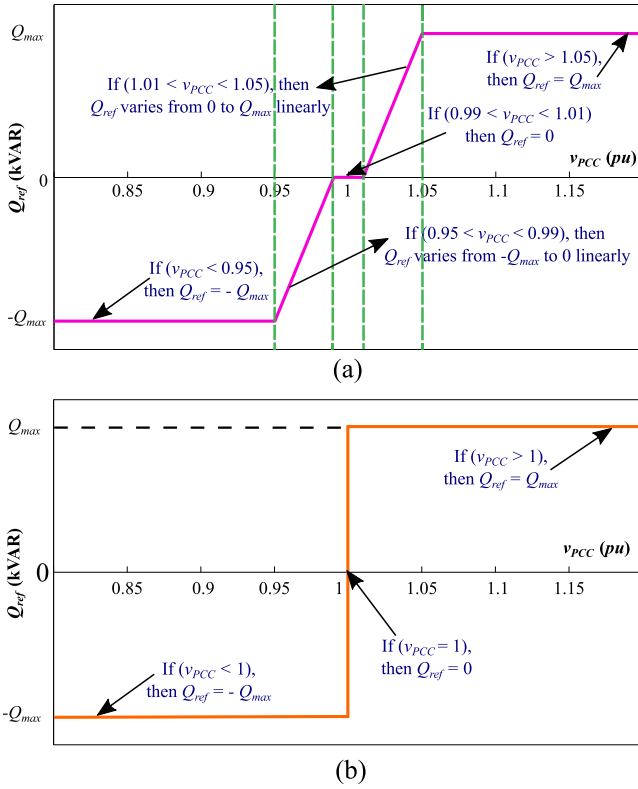 Qmax
If (1.01 < vPCC < 1.05), then
Qref varies from 0 to Qmax linearly
If (vPCC > 1.05),
then Qref = Qmax
If (0.99 < vPCC < 1.01)
then Qref = 0
vPCC (pu)
Qref (kVAR)
0
0.85 0.9 0.95 1 1.05 1.1 1.15
If (0.95 < vPCC < 0.99), then
Qref varies from -Qmax to 0 linearly
If (vPCC < 0.95),
then Qref = - Qmax
-Qmax
(a)
Qmax
If (vPCC > 1),
then Qref = Qmax
vPCC (pu)
Qref (kVAR)
0
0.85 0.9 0.95 1 1.05 1.1 1.15
If (vPCC = 1),
then Qref = 0
If (vPCC < 1),
then Qref = - Qmax
-Qmax
(b)